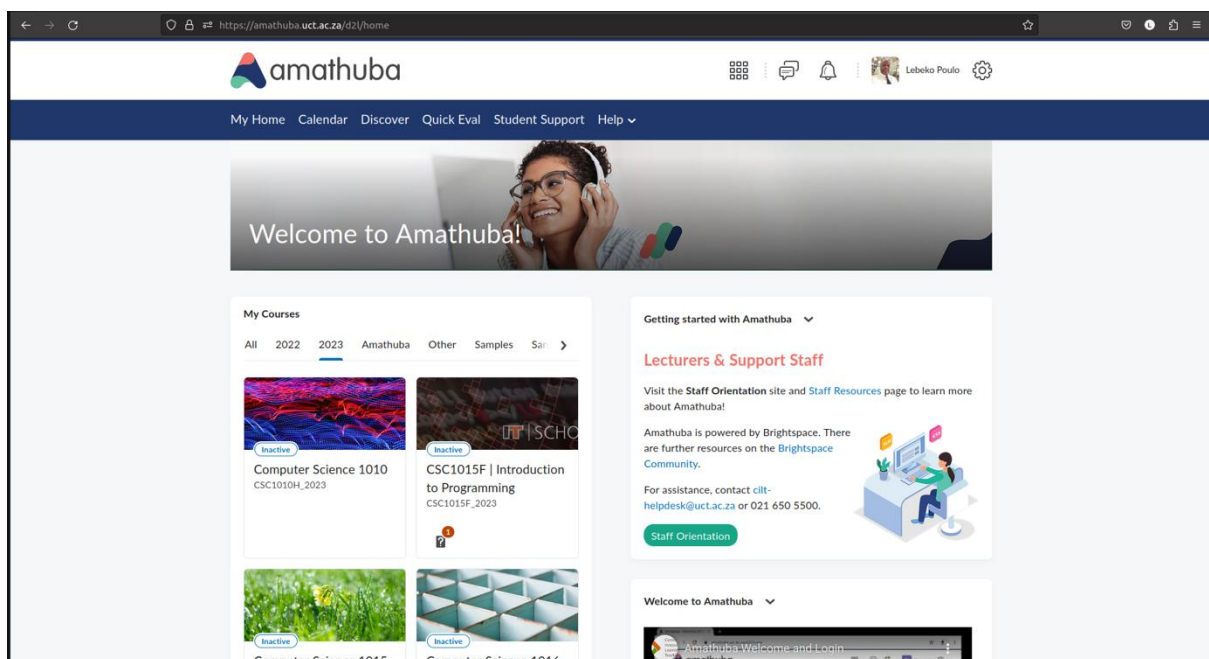 https://amathuba.uct.ac.za/d2l/home
amathuba
Lebeko Poulo
My Home Calendar Discover Quick Eval Student Support Help
Welcome to Amathuba!
My Courses
All 2022 2023 Amathuba Other Samples
Inactive
Computer Science 1010
CSC1010H_2023
SCHO
Inactive
CSC1015F | Introduction
to Programming
CSC1015F_2023
1
Inactive
Inactive
Getting started with Amathuba
Lecturers & Support Staff
Visit the Staff Orientation site and Staff Resources page to learn more
about Amathuba!
Amathuba is powered by Brightspace. There
are further resources on the Brightspace
Community.
For assistance, contact cilt-
helpdesk@uct.ac.za or 021 650 5500.
Staff Orientation
Welcome to Amathuba
Amathuba Welcome and Login